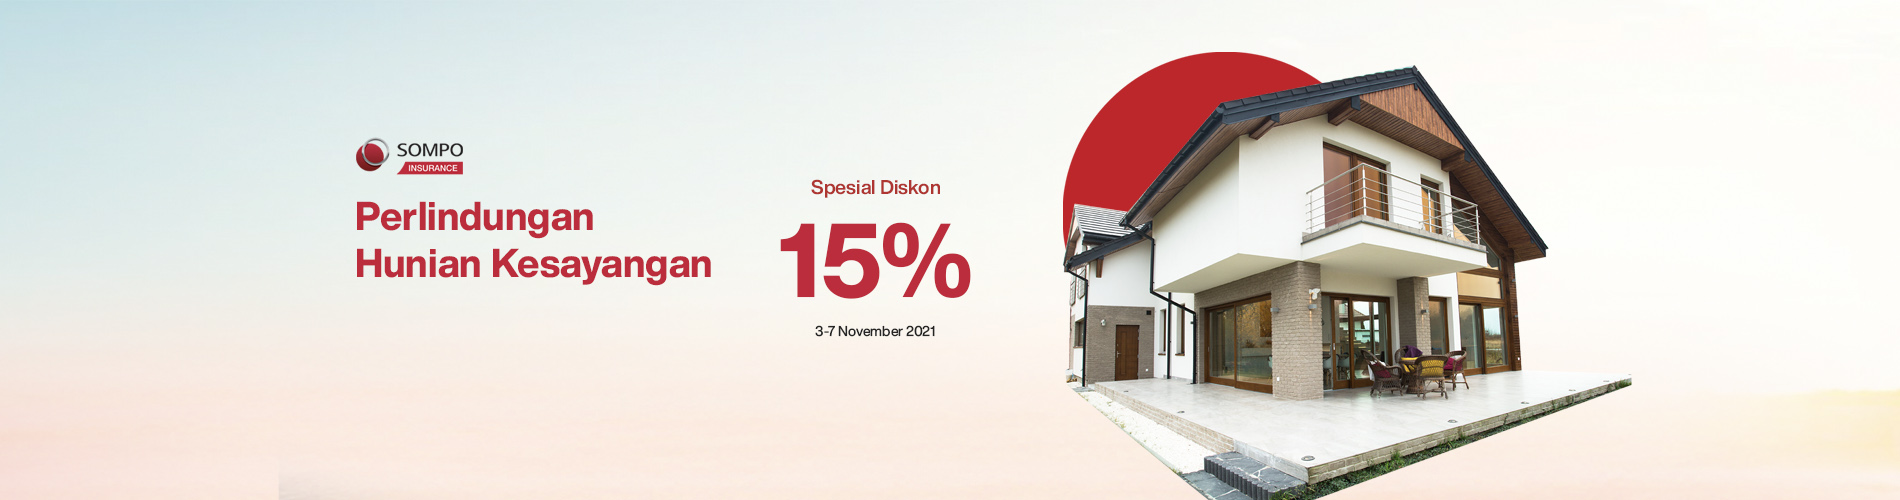 SOMPO
INSURANCE
Perlindungan
Hunian Kesayangan
Spesial Diskon
15%
3-7 November 2021